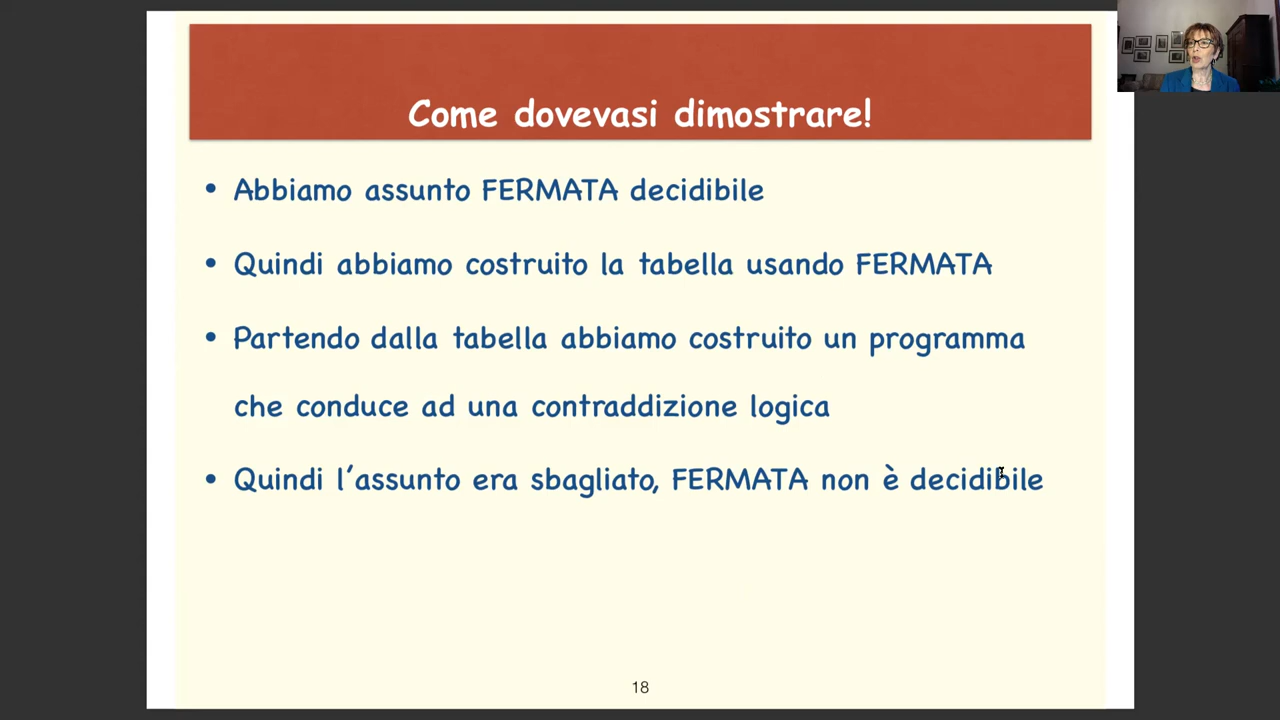 Come dovevasi dimostrare!
• Abbiamo assunto FERMATA decidibile
• Quindi abbiamo costruito la tabella usando FERMATA
• Partendo dalla tabella abbiamo costruito un programma
che conduce ad una contraddizione logica
• Quindi l'assunto era sbagliato, FERMATA non è decidibile
18